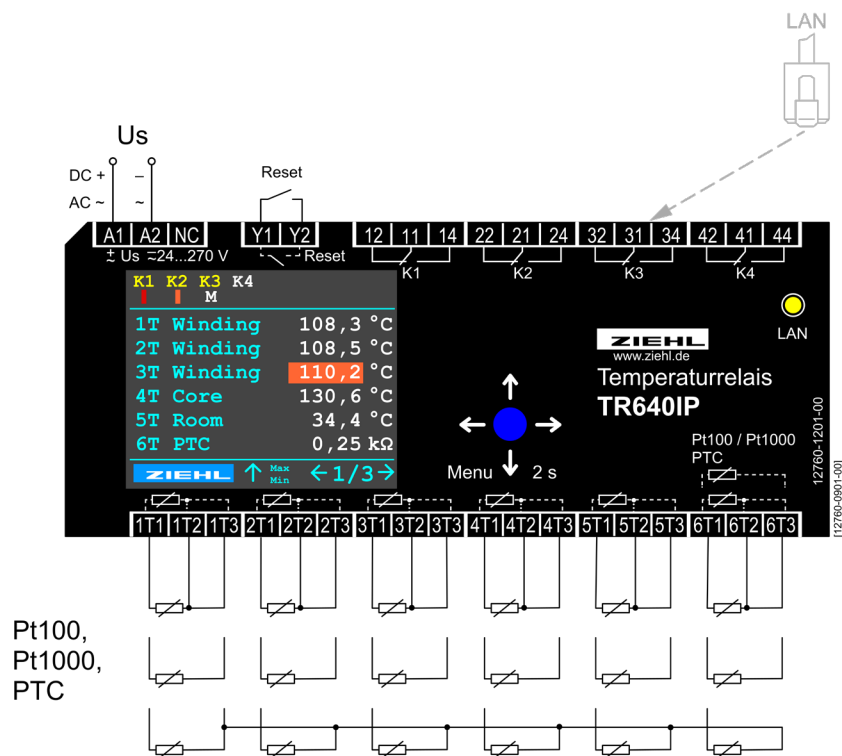 LAN
Us
DC + –
AC ~ ~
Reset
A1 A2 NC Y1 Y2 12 11 14 22 21 24 32 31 34 42 41 44
± Us ≂24...270 V Reset K1 K2 K3 K4
K1 K2 K3 K4
M
1T Winding 108,3 °C
2T Winding 108,5 °C
3T Winding 110,2 °C
4T Core 130,6 °C
5T Room 34,4 °C
6T PTC 0,25 kΩ
ZIEHL ↑ Max Min ← 1/3 →
Menu 2 s
LAN
ZIEHL
www.ziehl.de
Temperaturrelais
TR640IP
Pt100 / Pt1000
PTC
12760-1201-00
[12760-0901-00]
1T1 1T2 1T3 2T1 2T2 2T3 3T1 3T2 3T3 4T1 4T2 4T3 5T1 5T2 5T3 6T1 6T2 6T3
Pt100,
Pt1000,
PTC